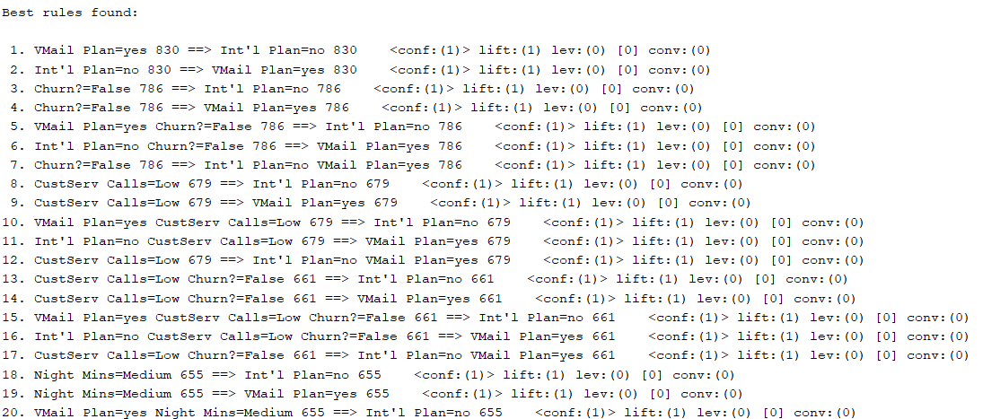 Best rules found:

 1. VMail Plan=yes 830 ==> Int'l Plan=no 830    <conf:(1)> lift:(1) lev:(0) [0] conv:(0)
 2. Int'l Plan=no 830 ==> VMail Plan=yes 830    <conf:(1)> lift:(1) lev:(0) [0] conv:(0)
 3. Churn?=False 786 ==> Int'l Plan=no 786    <conf:(1)> lift:(1) lev:(0) [0] conv:(0)
 4. Churn?=False 786 ==> VMail Plan=yes 786    <conf:(1)> lift:(1) lev:(0) [0] conv:(0)
 5. VMail Plan=yes Churn?=False 786 ==> Int'l Plan=no 786    <conf:(1)> lift:(1) lev:(0) [0] conv:(0)
 6. Int'l Plan=no Churn?=False 786 ==> VMail Plan=yes 786    <conf:(1)> lift:(1) lev:(0) [0] conv:(0)
 7. Churn?=False 786 ==> Int'l Plan=no VMail Plan=yes 786    <conf:(1)> lift:(1) lev:(0) [0] conv:(0)
 8. CustServ Calls=Low 679 ==> Int'l Plan=no 679    <conf:(1)> lift:(1) lev:(0) [0] conv:(0)
 9. CustServ Calls=Low 679 ==> VMail Plan=yes 679    <conf:(1)> lift:(1) lev:(0) [0] conv:(0)
10. VMail Plan=yes CustServ Calls=Low 679 ==> Int'l Plan=no 679    <conf:(1)> lift:(1) lev:(0) [0] conv:(0)
11. Int'l Plan=no CustServ Calls=Low 679 ==> VMail Plan=yes 679    <conf:(1)> lift:(1) lev:(0) [0] conv:(0)
12. CustServ Calls=Low 679 ==> Int'l Plan=no VMail Plan=yes 679    <conf:(1)> lift:(1) lev:(0) [0] conv:(0)
13. CustServ Calls=Low Churn?=False 661 ==> Int'l Plan=no 661    <conf:(1)> lift:(1) lev:(0) [0] conv:(0)
14. CustServ Calls=Low Churn?=False 661 ==> VMail Plan=yes 661    <conf:(1)> lift:(1) lev:(0) [0] conv:(0)
15. VMail Plan=yes CustServ Calls=Low Churn?=False 661 ==> Int'l Plan=no 661    <conf:(1)> lift:(1) lev:(0) [0] conv:(0)
16. Int'l Plan=no CustServ Calls=Low Churn?=False 661 ==> VMail Plan=yes 661    <conf:(1)> lift:(1) lev:(0) [0] conv:(0)
17. CustServ Calls=Low Churn?=False 661 ==> Int'l Plan=no VMail Plan=yes 661    <conf:(1)> lift:(1) lev:(0) [0] conv:(0)
18. Night Mins=Medium 655 ==> Int'l Plan=no 655    <conf:(1)> lift:(1) lev:(0) [0] conv:(0)
19. Night Mins=Medium 655 ==> VMail Plan=yes 655    <conf:(1)> lift:(1) lev:(0) [0] conv:(0)
20. VMail Plan=yes Night Mins=Medium 655 ==> Int'l Plan=no 655    <conf:(1)> lift:(1) lev:(0) [0] conv:(0)